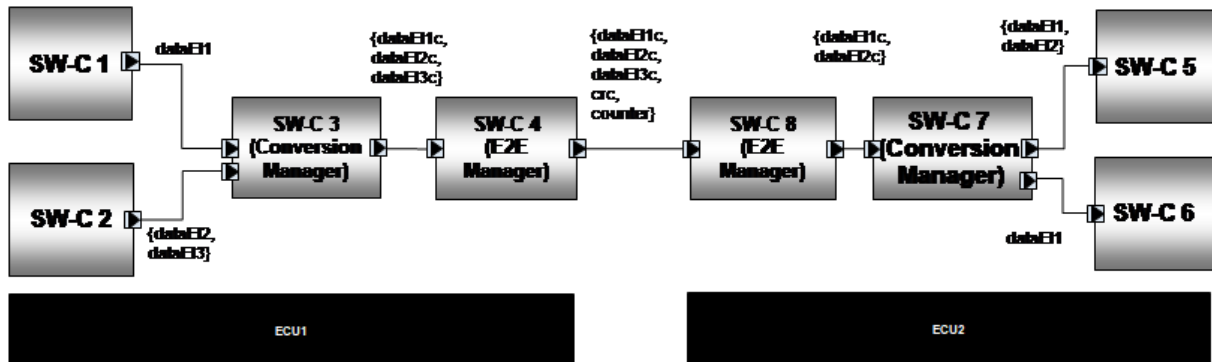 SW-C 1
dataEl1
SW-C 2
{dataEl2,
dataEl3}
SW-C 3
(Conversion
Manager)
{dataEl1c,
dataEl2c,
dataEl3c}
SW-C 4
(E2E
Manager)
{dataEl1c,
dataEl2c,
dataEl3c,
crc,
counter}
SW-C 8
(E2E
Manager)
{dataEl1c,
dataEl2c}
SW-C 7
(Conversion
Manager)
{dataEl1,
dataEl2}
SW-C 5
dataEl1
SW-C 6
ECU1
ECU2